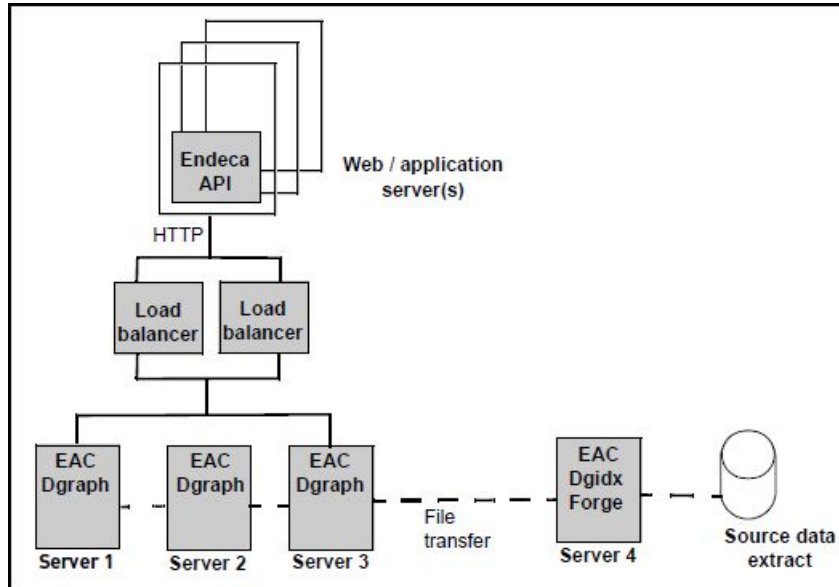 Endeca
API
Web / application
server(s)
HTTP
Load
balancer
Load
balancer
EAC
Dgraph
EAC
Dgraph
EAC
Dgraph
EAC
Dgidx
Forge
File
transfer
Server 1
Server 2
Server 3
Server 4
Source data
extract